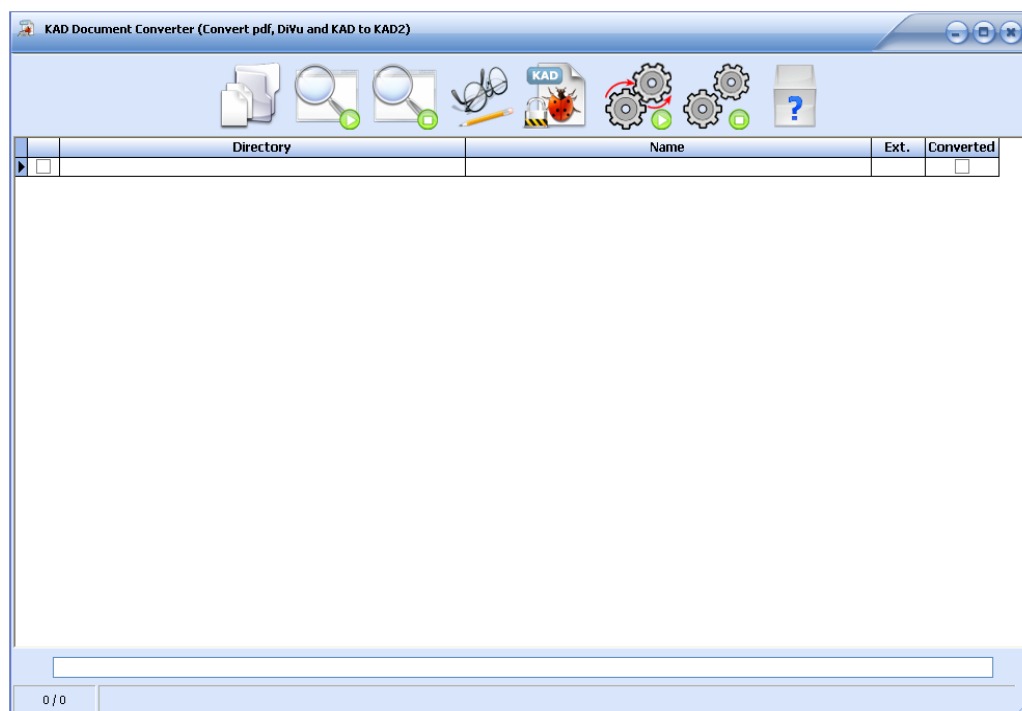 KAD Document Converter (Convert pdf, DiVu and KAD to KAD2)
KAD
?
Directory Name Ext. Converted
0 / 0